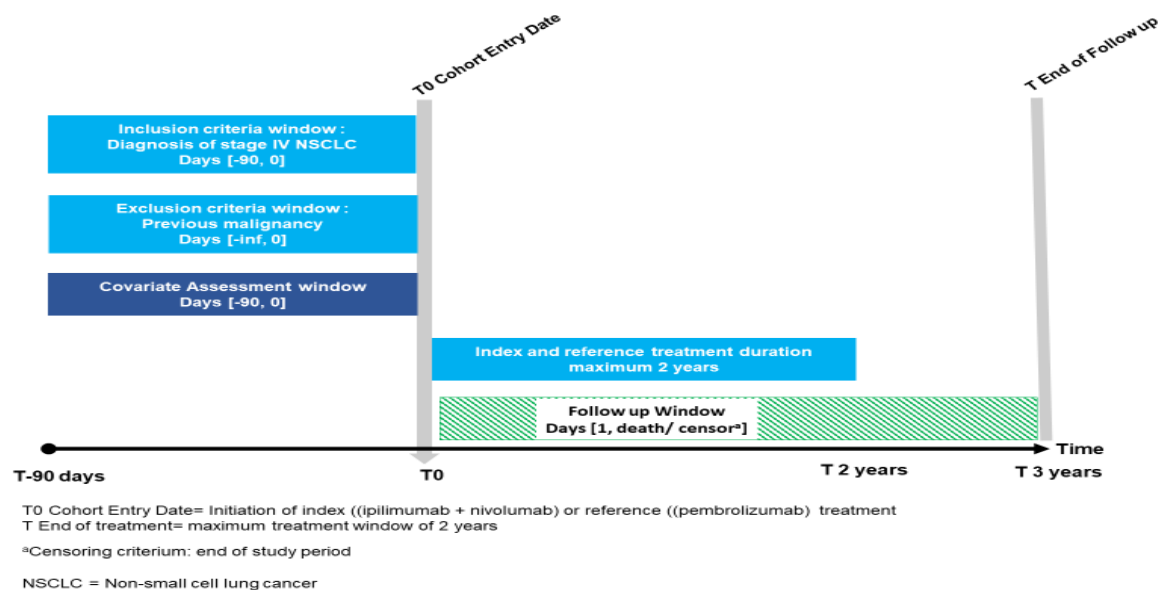 T0 Cohort Entry Date
T End of Follow up
Inclusion criteria window :
Diagnosis of stage IV NSCLC
Days [-90, 0]
Exclusion criteria window :
Previous malignancy
Days [-inf, 0]
Covariate Assessment window
Days [-90, 0]
Index and reference treatment duration
maximum 2 years
Follow up Window
Days [1, death/ censorᵃ]
Time
T-90 days
T0
T 2 years
T 3 years
T0 Cohort Entry Date= Initiation of index ((ipilimumab + nivolumab) or reference ((pembrolizumab) treatment
T End of treatment= maximum treatment window of 2 years
ᵃCensoring criterium: end of study period
NSCLC = Non-small cell lung cancer